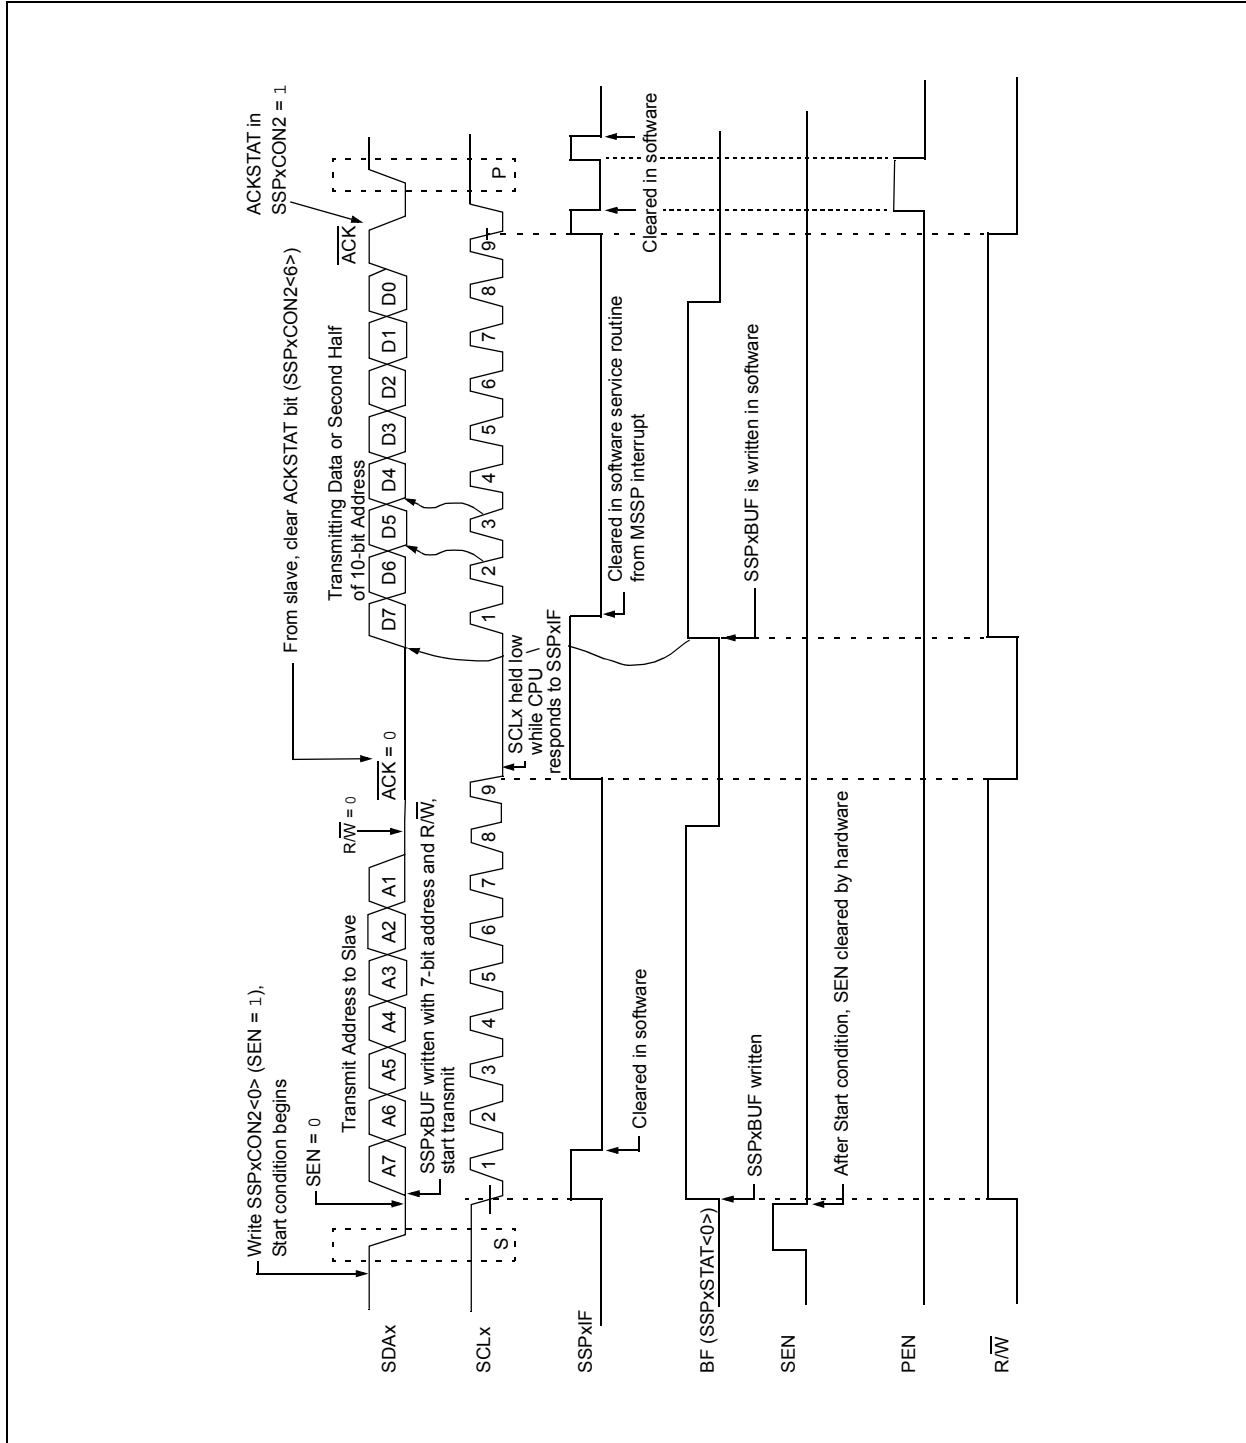 Write SSPxCON2<0> (SEN = 1),
Start condition begins
SEN = 0
From slave, clear ACKSTAT bit (SSPxCON2<6>)
ACKSTAT in
SSPxCON2 = 1
Transmit Address to Slave
R/W = 0
ACK = 0
Transmitting Data or Second Half
of 10-bit Address
ACK
SDAx
A7 A6 A5 A4 A3 A2 A1
D7 D6 D5 D4 D3 D2 D1 D0
SSPxBUF written with 7-bit address and R/W,
start transmit
SCLx
S
1 2 3 4 5 6 7 8 9
1 2 3 4 5 6 7 8 9
P
SCLx held low
while CPU
responds to SSPxIF
SSPxIF
Cleared in software
Cleared in software service routine
from MSSP interrupt
Cleared in software
BF (SSPxSTAT<0>)
SSPxBUF written
SSPxBUF is written in software
SEN
After Start condition, SEN cleared by hardware
PEN
R/W